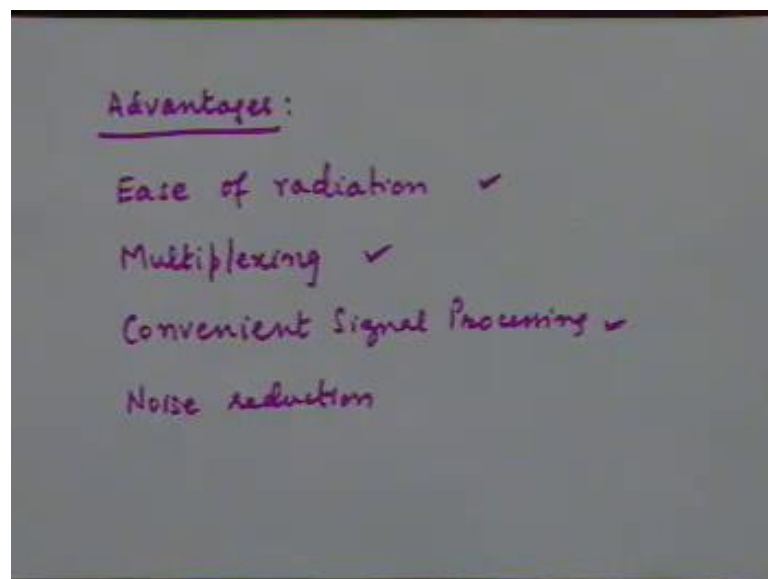 Advantages:
Ease of radiation ✓
Multiplexing ✓
Convenient Signal Processing ✓
Noise reduction